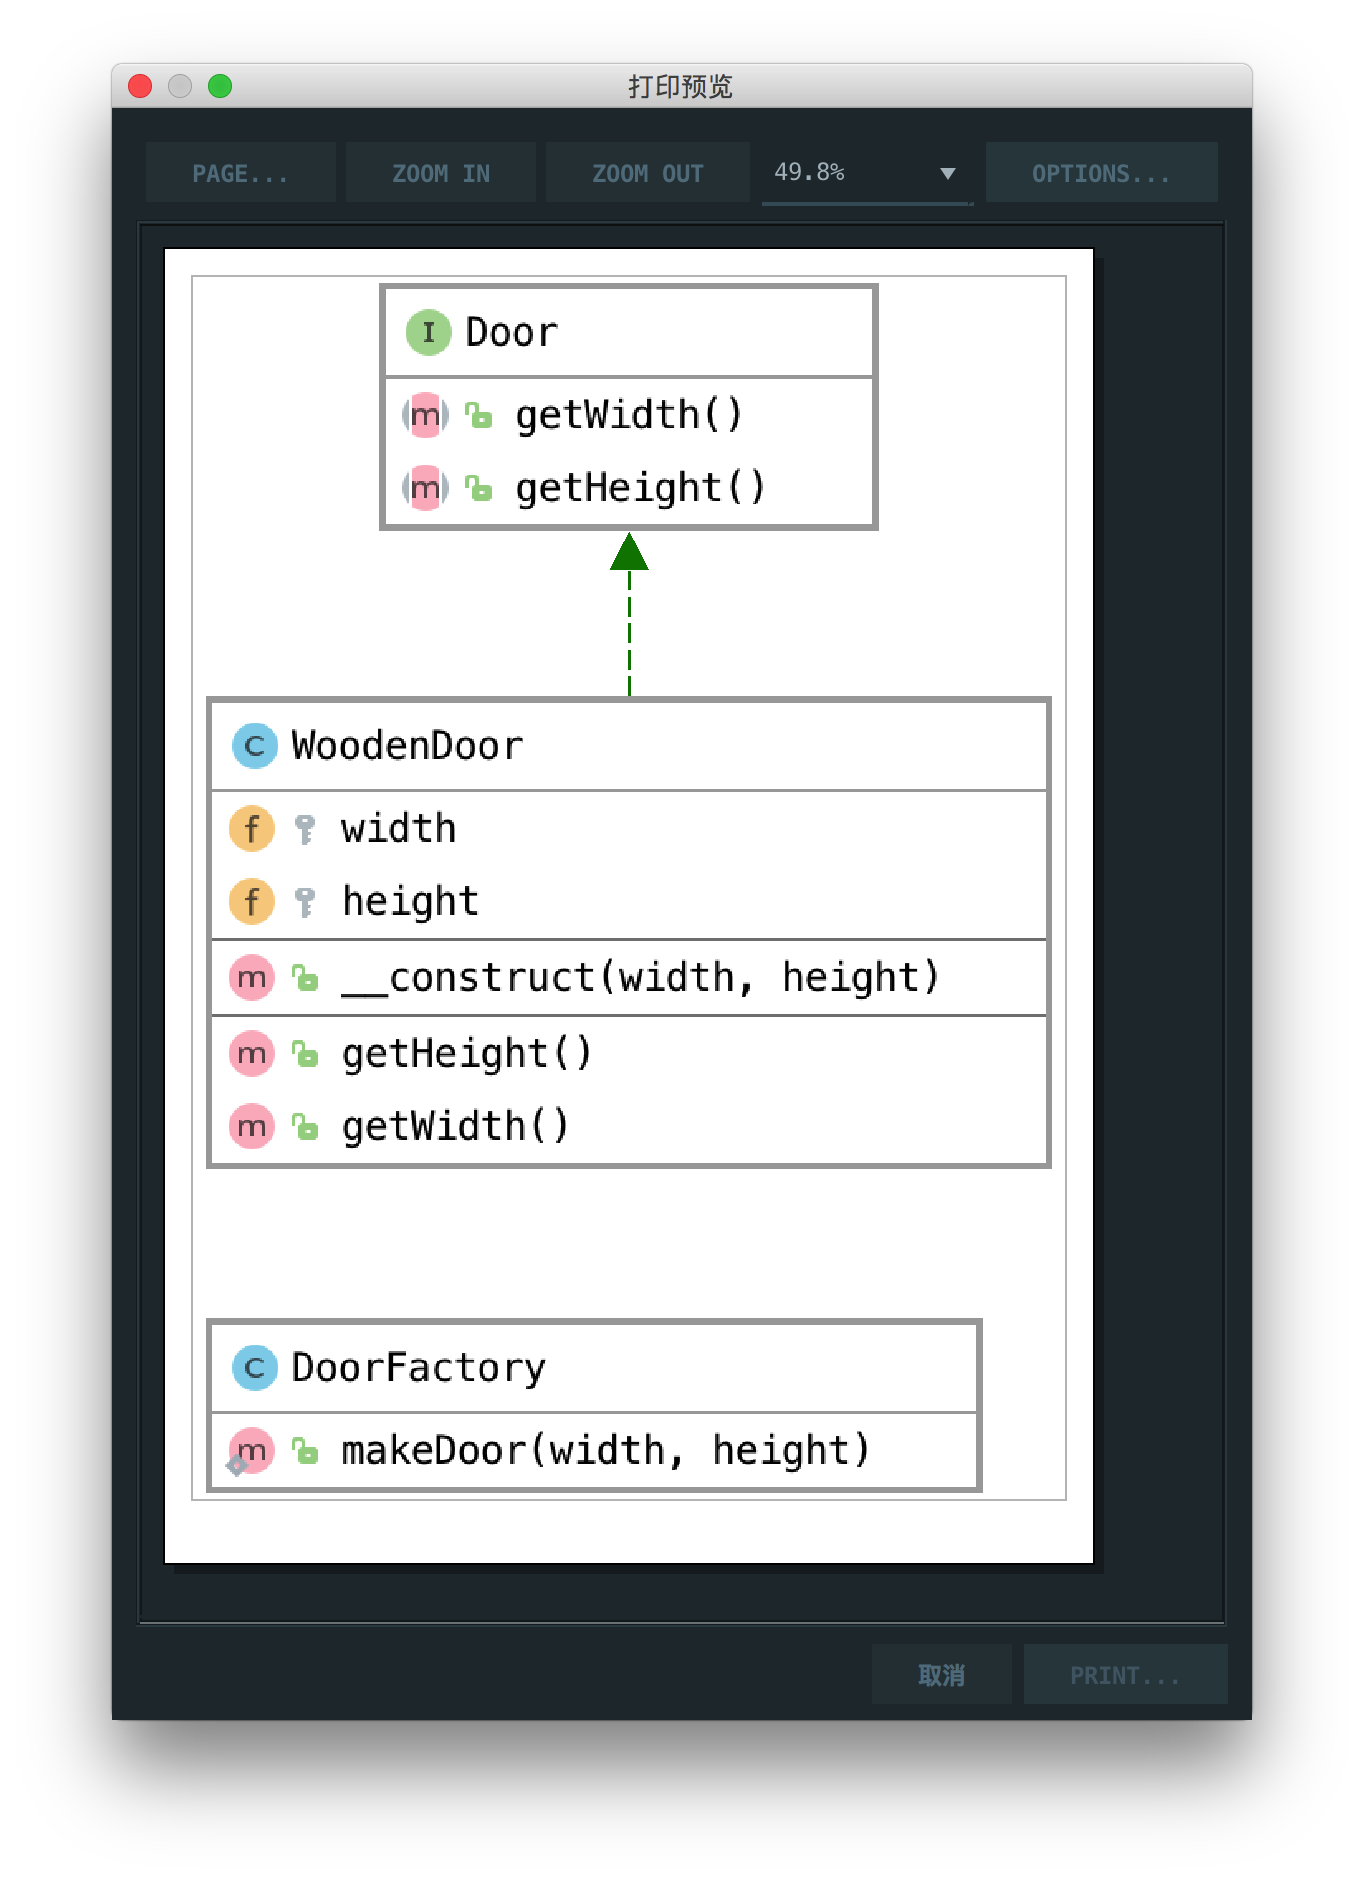 打印预览
PAGE... ZOOM IN ZOOM OUT 49.8% OPTIONS...
I Door
m getWidth()
m getHeight()
C WoodenDoor
f width
f height
m __construct(width, height)
m getHeight()
m getWidth()
C DoorFactory
m makeDoor(width, height)
取消 PRINT...